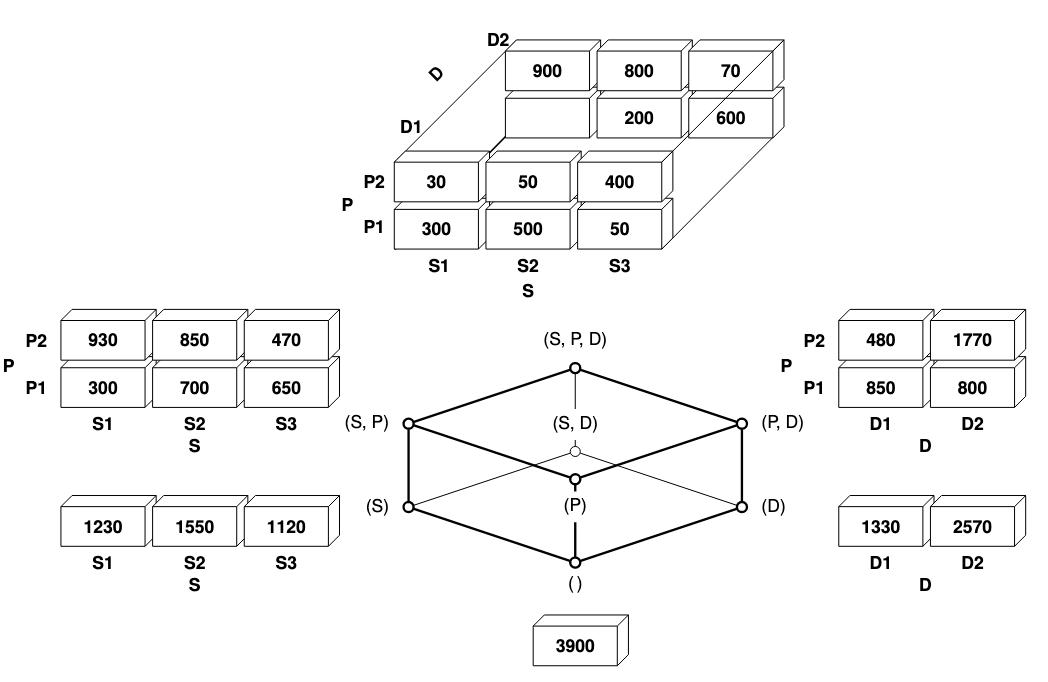 D2
900 800 70
D
D1
200 600
P2 30 50 400
P
P1 300 500 50
S1 S2 S3
S
P2 930 850 470
P
P1 300 700 650
S1 S2 S3
S
(S, P, D)
(S, P) (S, D) (P, D)
(S) (P) (D)
()
P2 480 1770
P
P1 850 800
D1 D2
D
1230 1550 1120
S1 S2 S3
S
1330 2570
D1 D2
D
3900